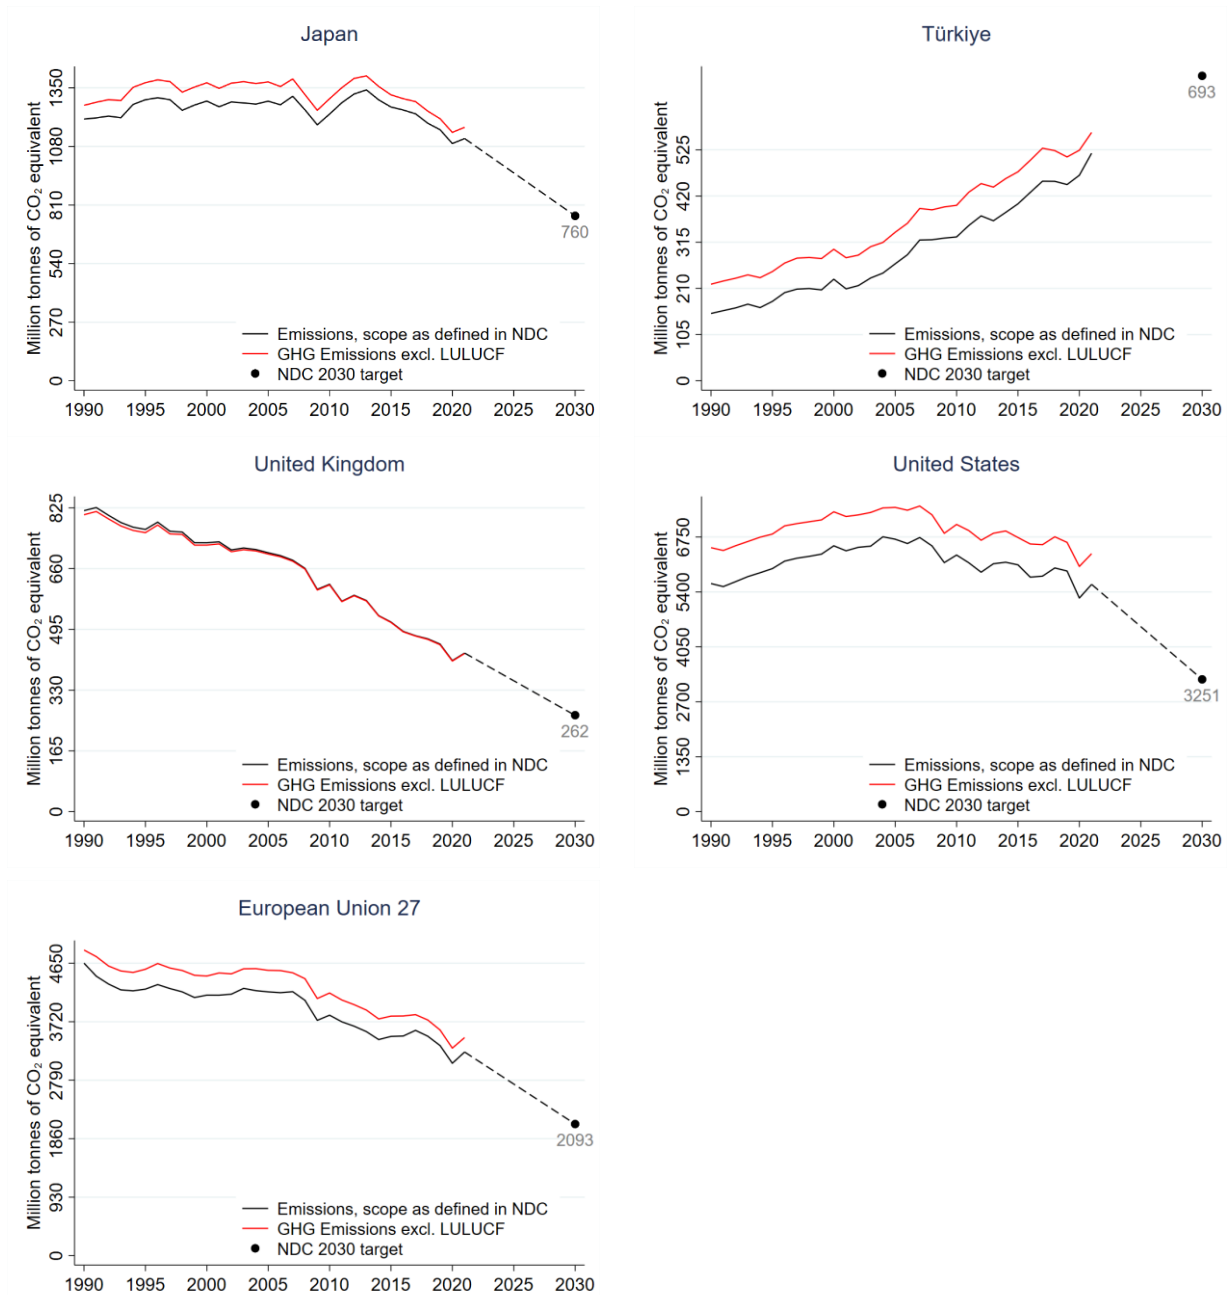 Japan
Million tonnes of CO₂ equivalent
1350
1080
810
540
270
0
760
Emissions, scope as defined in NDC
GHG Emissions excl. LULUCF
NDC 2030 target
1990 1995 2000 2005 2010 2015 2020 2025 2030
Türkiye
Million tonnes of CO₂ equivalent
525
420
315
210
105
0
693
Emissions, scope as defined in NDC
GHG Emissions excl. LULUCF
NDC 2030 target
1990 1995 2000 2005 2010 2015 2020 2025 2030
United Kingdom
Million tonnes of CO₂ equivalent
825
660
495
330
165
0
262
Emissions, scope as defined in NDC
GHG Emissions excl. LULUCF
NDC 2030 target
1990 1995 2000 2005 2010 2015 2020 2025 2030
United States
Million tonnes of CO₂ equivalent
6750
5400
4050
2700
1350
0
3251
Emissions, scope as defined in NDC
GHG Emissions excl. LULUCF
NDC 2030 target
1990 1995 2000 2005 2010 2015 2020 2025 2030
European Union 27
Million tonnes of CO₂ equivalent
4650
3720
2790
1860
930
0
2093
Emissions, scope as defined in NDC
GHG Emissions excl. LULUCF
NDC 2030 target
1990 1995 2000 2005 2010 2015 2020 2025 2030